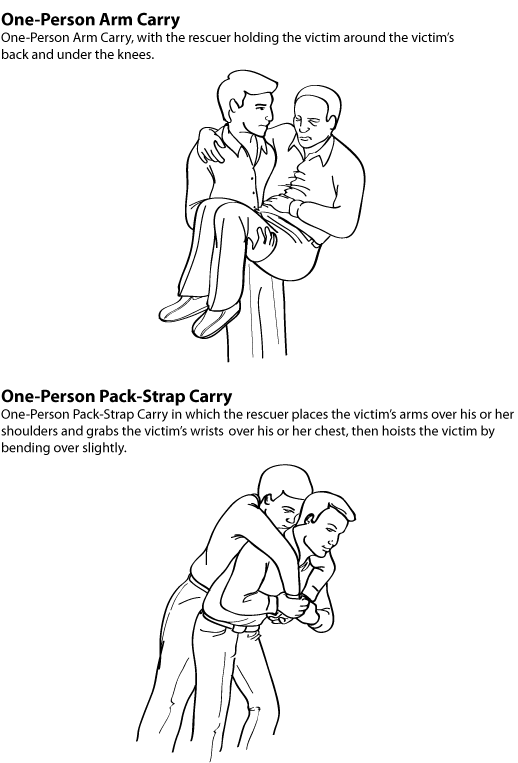 One-Person Arm Carry
One-Person Arm Carry, with the rescuer holding the victim around the victim's
back and under the knees.
One-Person Pack-Strap Carry
One-Person Pack-Strap Carry in which the rescuer places the victim's arms over his or her
shoulders and grabs the victim's wrists over his or her chest, then hoists the victim by
bending over slightly.